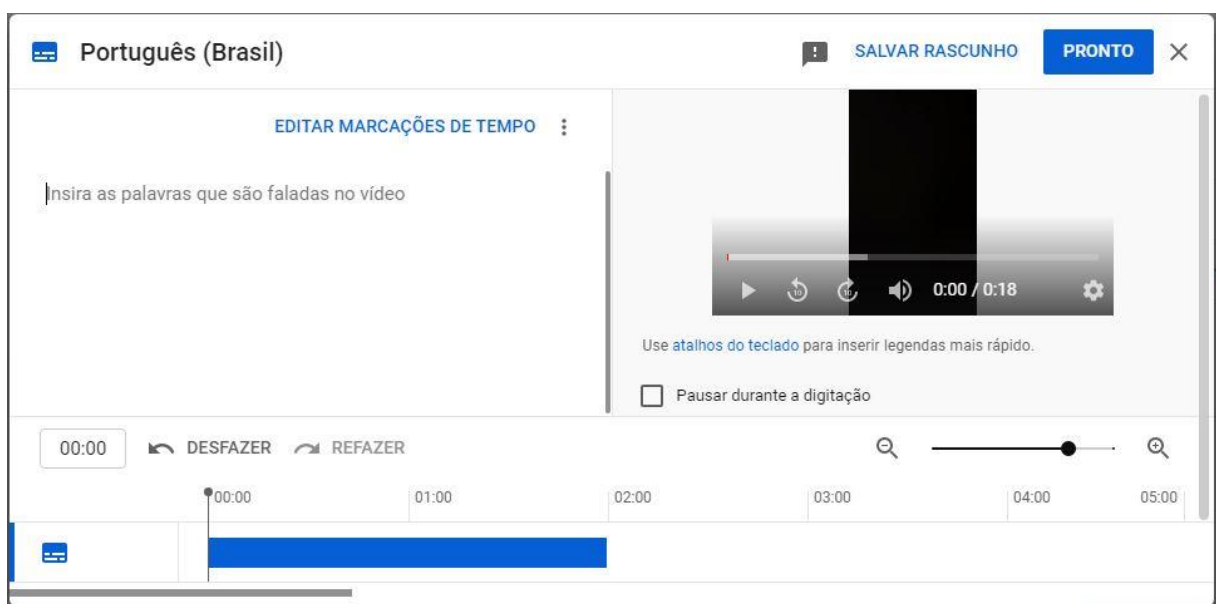 Português (Brasil)
SALVAR RASCUNHO
PRONTO
EDITAR MARCAÇÕES DE TEMPO
Insira as palavras que são faladas no vídeo
10
10
0:00 / 0:18
Use atalhos do teclado para inserir legendas mais rápido.
Pausar durante a digitação
00:00
DESFAZER
REFAZER
00:00
01:00
02:00
03:00
04:00
05:00